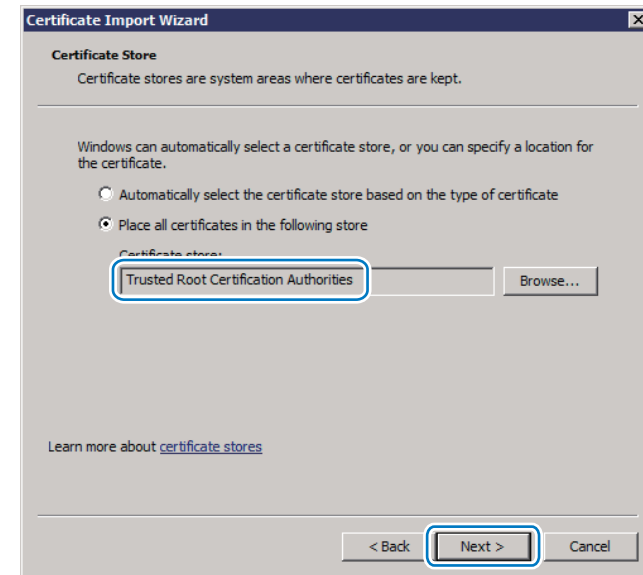 Certificate Import Wizard
Certificate Store
Certificate stores are system areas where certificates are kept.
Windows can automatically select a certificate store, or you can specify a location for
the certificate.
Automatically select the certificate store based on the type of certificate
Place all certificates in the following store
Certificate store:
Trusted Root Certification Authorities
Browse...
Learn more about certificate stores
< Back
Next >
Cancel